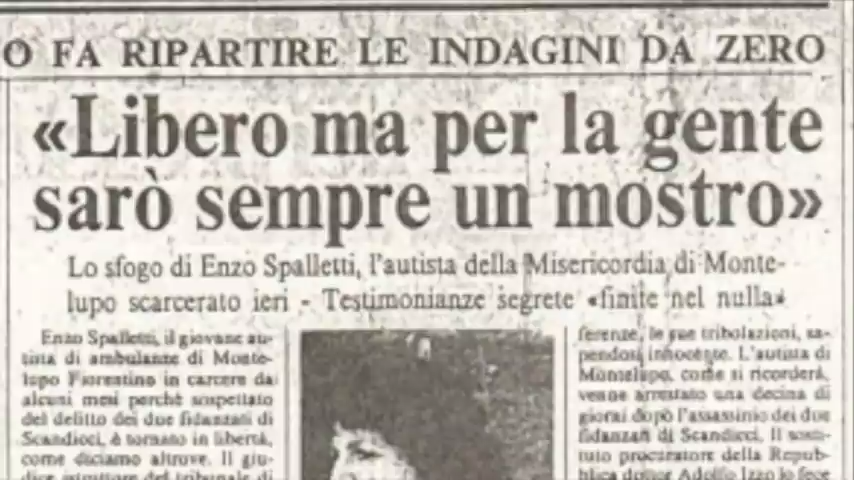 O FA RIPARTIRE LE INDAGINI DA ZERO
«Libero ma per la gente
sarò sempre un mostro»
Lo sfogo di Enzo Spalletti, l'autista della Misericordia di Monte-
lupo scarcerato ieri - Testimonianze segrete «finite nel nulla»
Enzo Spalletti, il giovane au-
tista di ambulanze di Monte-
lupo Fiorentino in carcere da
alcuni mesi perchè sospettato
del delitto dei due fidanzati di
Scandicci, è tornato in libertà,
come diciamo altrove. Il giu-
dice istruttore del tribunale di
ferenze, le sue tribolazioni, sa-
pendosi innocente. L'autista di
Montelupo, come si ricorderà,
venne arrestato una decina di
giorni dopo l'assassinio dei due
fidanzati di Scandicci. Il sosti-
tuto procuratore della Repub-
blica dottor Adolfo Izzo lo fece